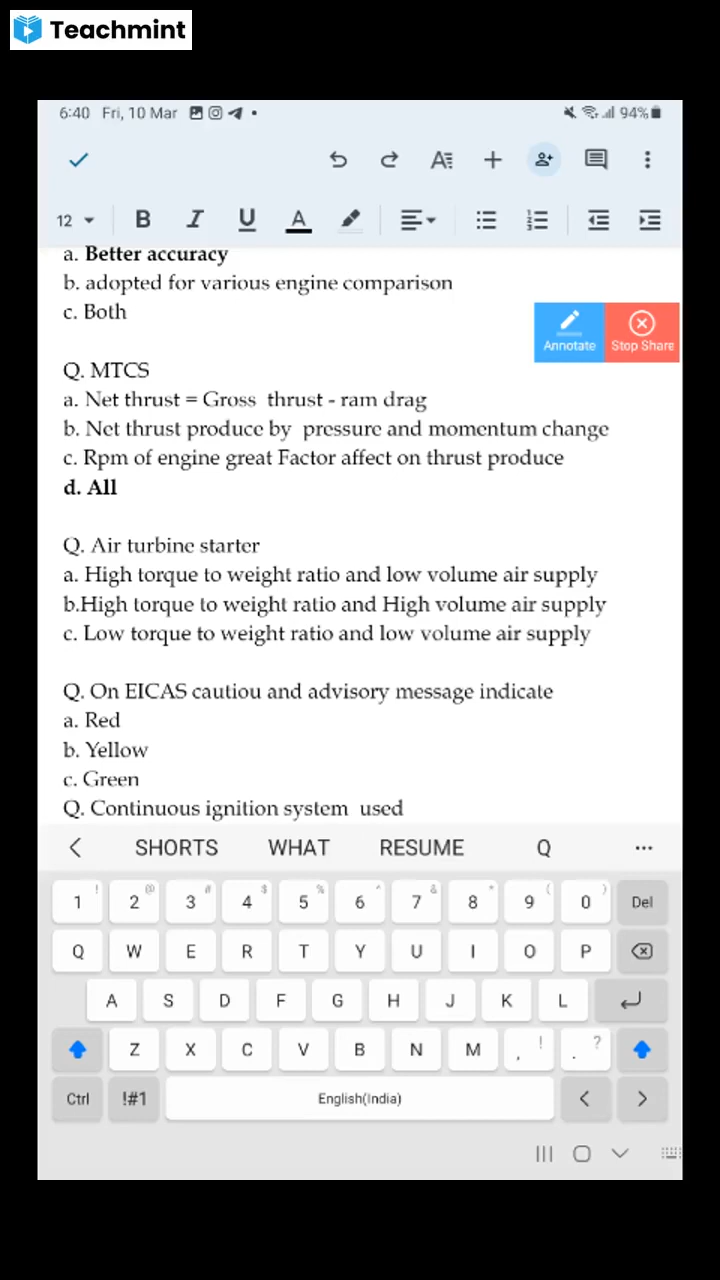 Teachmint
6:40 Fri, 10 Mar 94%
12 B I U A
a. Better accuracy
b. adopted for various engine comparison
c. Both
Annotate Stop Share
Q. MTCS
a. Net thrust = Gross thrust - ram drag
b. Net thrust produce by pressure and momentum change
c. Rpm of engine great Factor affect on thrust produce
d. All
Q. Air turbine starter
a. High torque to weight ratio and low volume air supply
b.High torque to weight ratio and High volume air supply
c. Low torque to weight ratio and low volume air supply
Q. On EICAS cautiou and advisory message indicate
a. Red
b. Yellow
c. Green
Q. Continuous ignition system used
SHORTS WHAT RESUME Q ...
1 ! 2 @ 3 # 4 $ 5 % 6 ^ 7 & 8 * 9 ( 0 ) Del
Q W E R T Y U I O P
A S D F G H J K L
Z X C V B N M , ! . ?
Ctrl !#1 English(India) < >